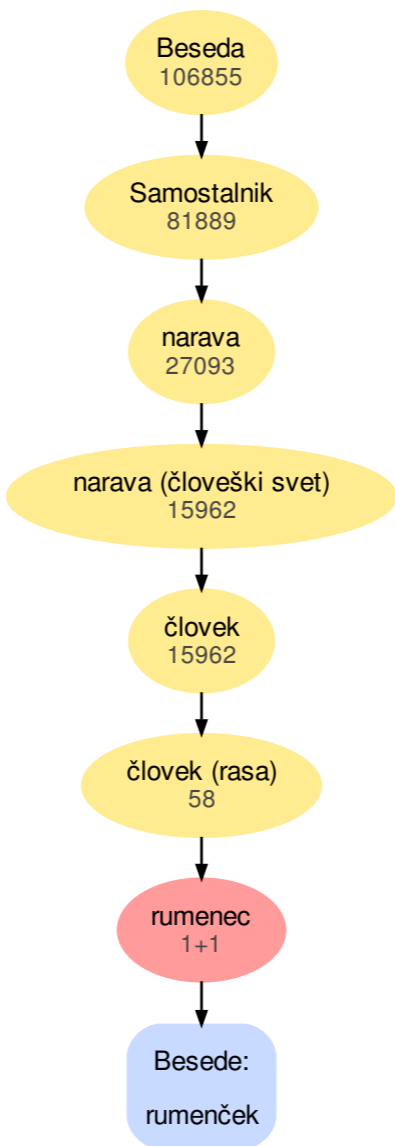 Beseda
106855
Samostalnik
81889
narava
27093
narava (človeški svet)
15962
človek
15962
človek (rasa)
58
rumenec
1+1
Besede:
rumenček